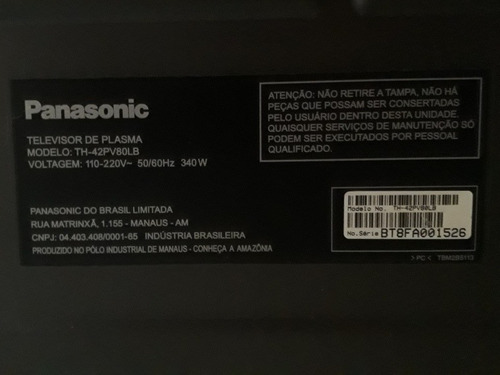 Panasonic
TELEVISOR DE PLASMA
MODELO: TH-42PV80LB
VOLTAGEM: 110-220V~ 50/60Hz 340W
PANASONIC DO BRASIL LIMITADA
RUA MATRINXÃ, 1.155 - MANAUS - AM
CNPJ: 04.403.408/0001-65 INDÚSTRIA BRASILEIRA
PRODUZIDO NO PÓLO INDUSTRIAL DE MANAUS - CONHEÇA A AMAZÔNIA
ATENÇÃO: NÃO RETIRE A TAMPA, NÃO HÁ
PEÇAS QUE POSSAM SER CONSERTADAS
PELO USUÁRIO DENTRO DESTA UNIDADE.
QUAISQUER SERVIÇOS DE MANUTENÇÃO SÓ
PODEM SER EXECUTADOS POR PESSOAL
QUALIFICADO.
Modelo No. TH-42PV80LB
No.Série BT8FA001526
>PC< TBM2B5113